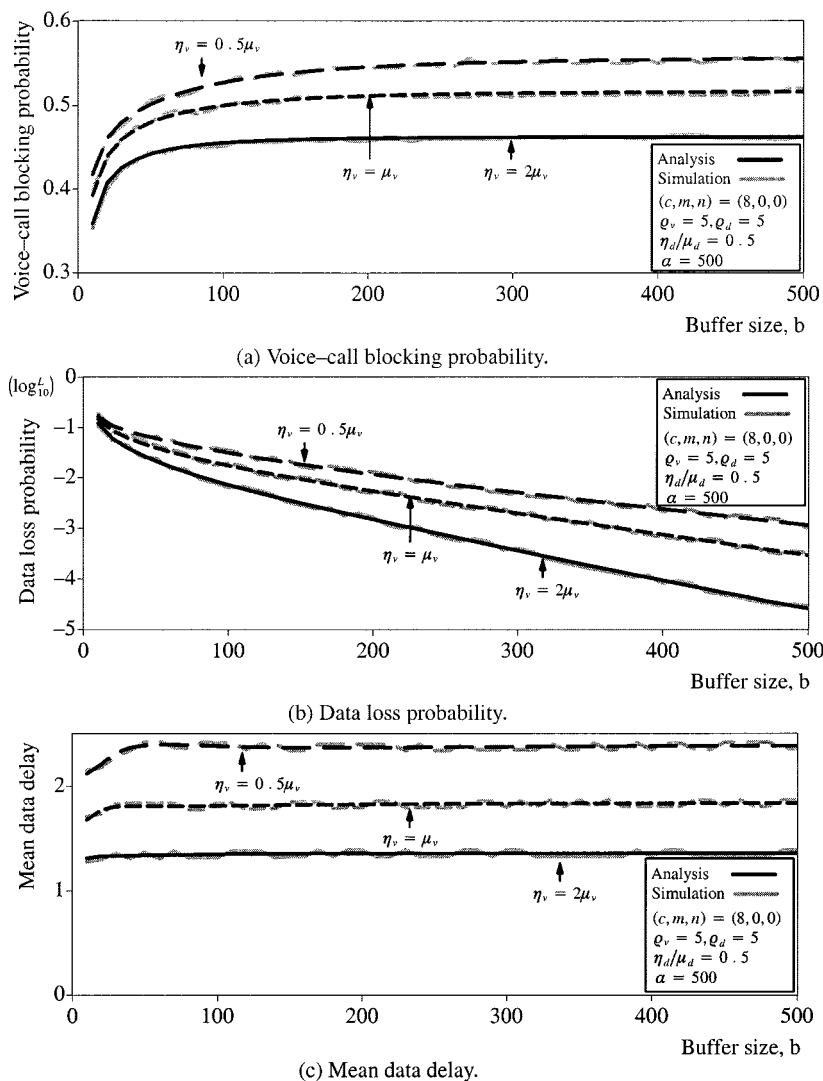 0.6
0.5
0.4
0.3
Voice–call blocking probability
η_v = 0.5μ_v
η_v = μ_v
η_v = 2μ_v
Analysis
Simulation
(c, m, n) = (8,0,0)
ϱ_v = 5, ϱ_d = 5
η_d/μ_d = 0.5
α = 500
0 100 200 300 400 500
Buffer size, b
(a) Voice–call blocking probability.
(log₁₀ᴸ)
0
−1
−2
−3
−4
−5
Data loss probability
η_v = 0.5μ_v
η_v = μ_v
η_v = 2μ_v
Analysis
Simulation
(c, m, n) = (8,0,0)
ϱ_v = 5, ϱ_d = 5
η_d/μ_d = 0.5
α = 500
0 100 200 300 400 500
Buffer size, b
(b) Data loss probability.
2
1
0
Mean data delay
η_v = 0.5μ_v
η_v = μ_v
η_v = 2μ_v
Analysis
Simulation
(c, m, n) = (8,0,0)
ϱ_v = 5, ϱ_d = 5
η_d/μ_d = 0.5
α = 500
0 100 200 300 400 500
Buffer size, b
(c) Mean data delay.